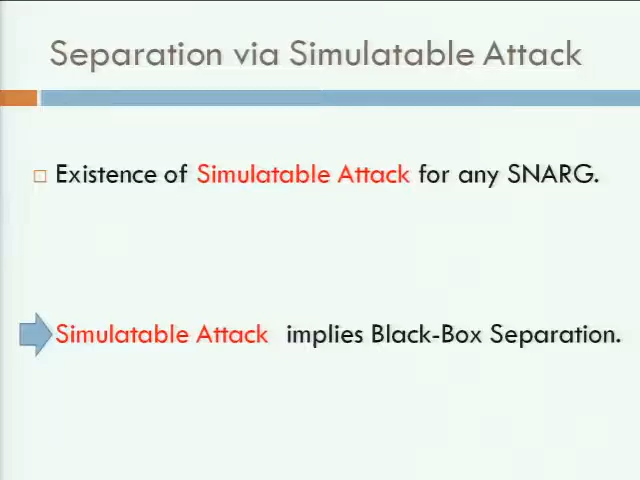 Separation via Simulatable Attack
Existence of Simulatable Attack for any SNARG.
Simulatable Attack implies Black-Box Separation.